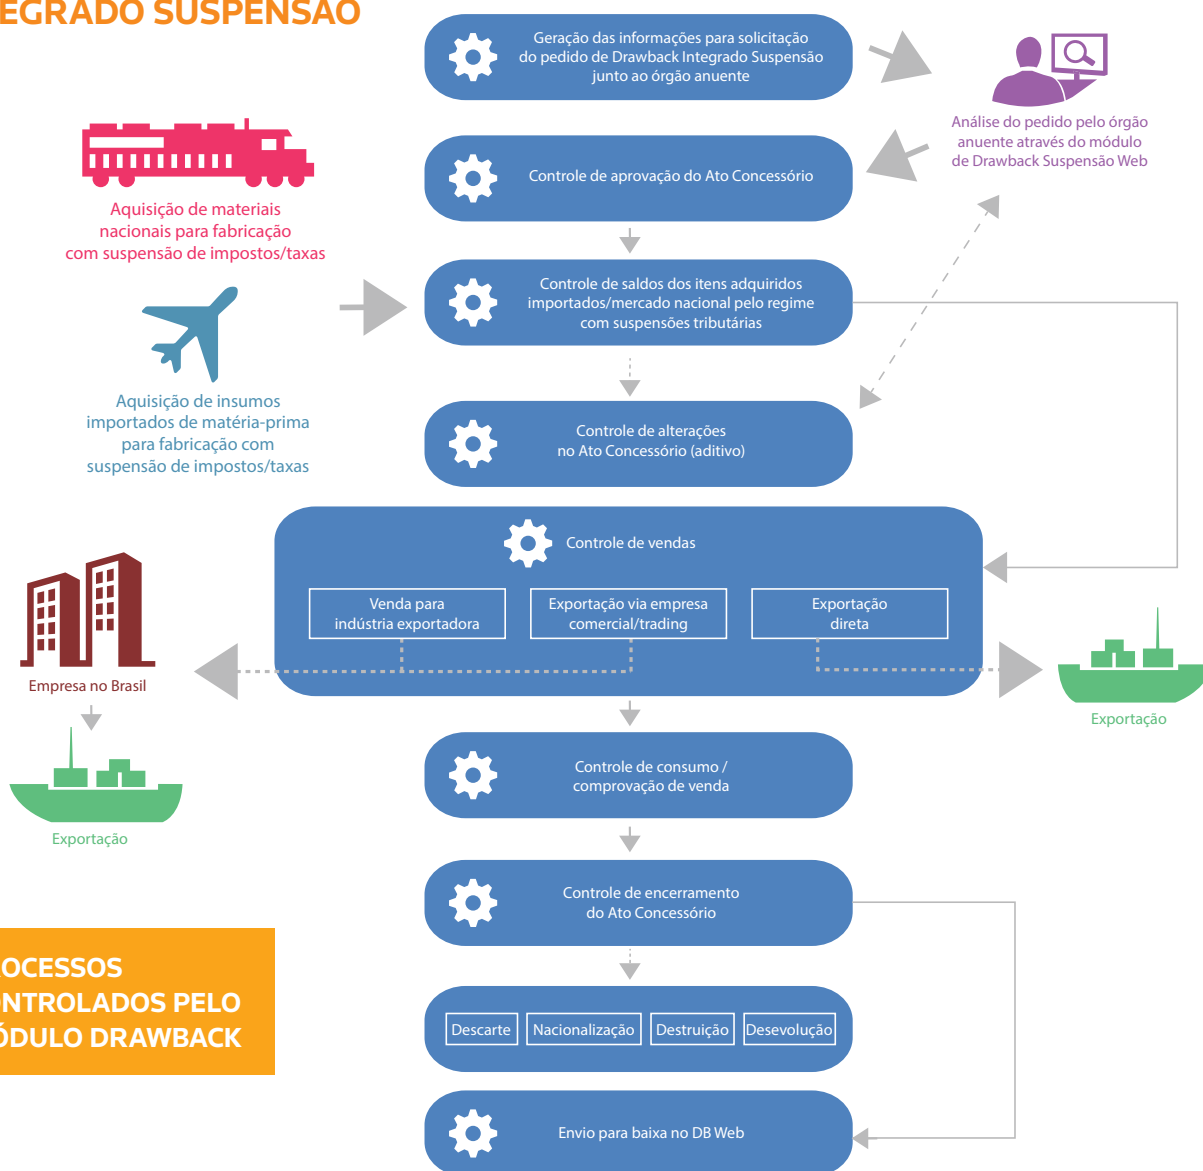 EGRADO SUSPENSÃO
Geração das informações para solicitação
do pedido de Drawback Integrado Suspensão
junto ao órgão anuente
Análise do pedido pelo órgão
anuente através do módulo
de Drawback Suspensão Web
Controle de aprovação do Ato Concessório
Aquisição de materiais
nacionais para fabricação
com suspensão de impostos/taxas
Controle de saldos dos itens adquiridos
importados/mercado nacional pelo regime
com suspensões tributárias
Aquisição de insumos
importados de matéria-prima
para fabricação com
suspensão de impostos/taxas
Controle de alterações
no Ato Concessório (aditivo)
Controle de vendas
Venda para
indústria exportadora
Exportação via empresa
comercial/trading
Exportação
direta
Empresa no Brasil
Exportação
Exportação
Controle de consumo /
comprovação de venda
Controle de encerramento
do Ato Concessório
ROCESSOS
ONTROLADOS PELO
ÓDULO DRAWBACK
Descarte
Nacionalização
Destruição
Desevolução
Envio para baixa no DB Web